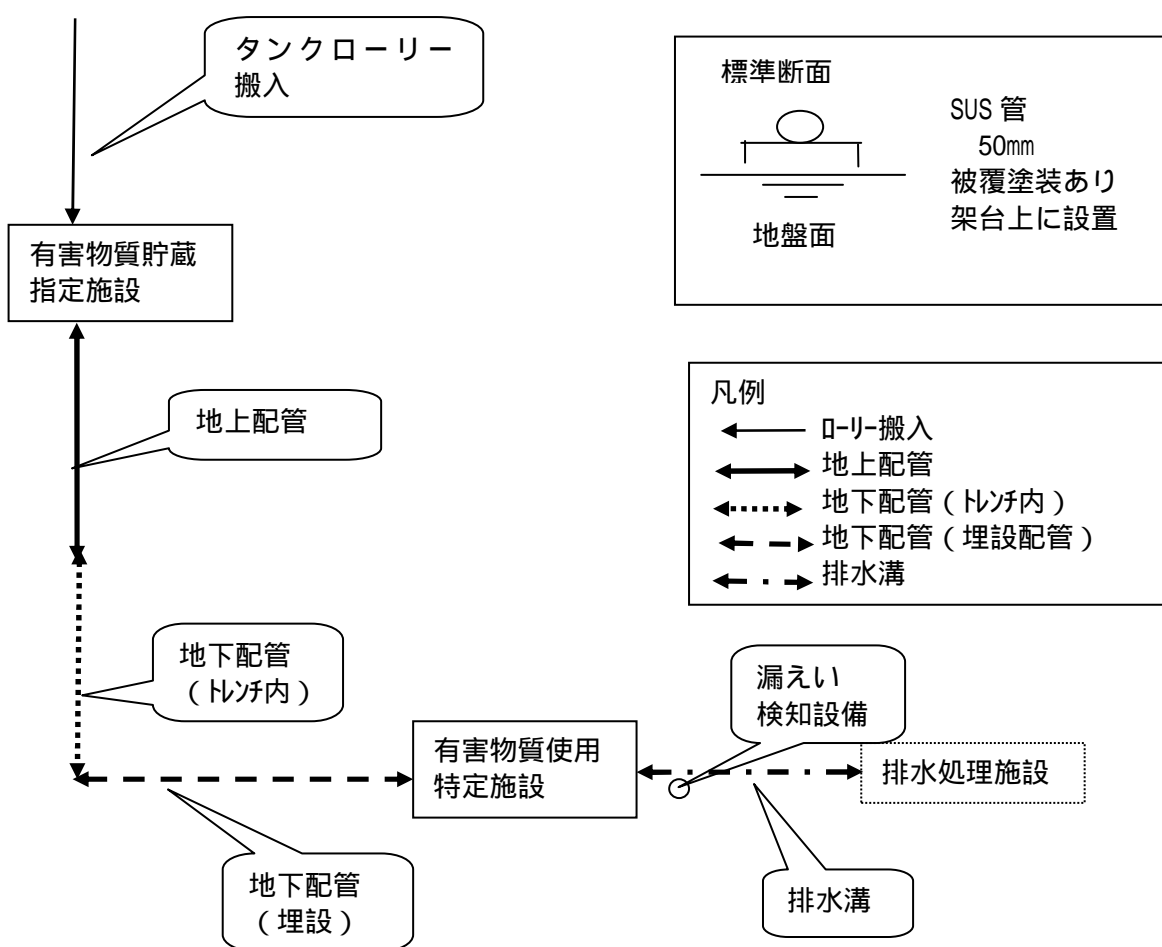 タンクローリー
搬入
標準断面
SUS 管
50㎜
被覆塗装あり
架台上に設置
地盤面
有害物質貯蔵
指定施設
地上配管
凡例
ﾛｰﾘｰ搬入
地上配管
地下配管（ﾄﾚﾝﾁ内）
地下配管（埋設配管）
排水溝
地下配管
（ﾄﾚﾝﾁ内）
漏えい
検知設備
有害物質使用
特定施設
排水処理施設
地下配管
（埋設）
排水溝